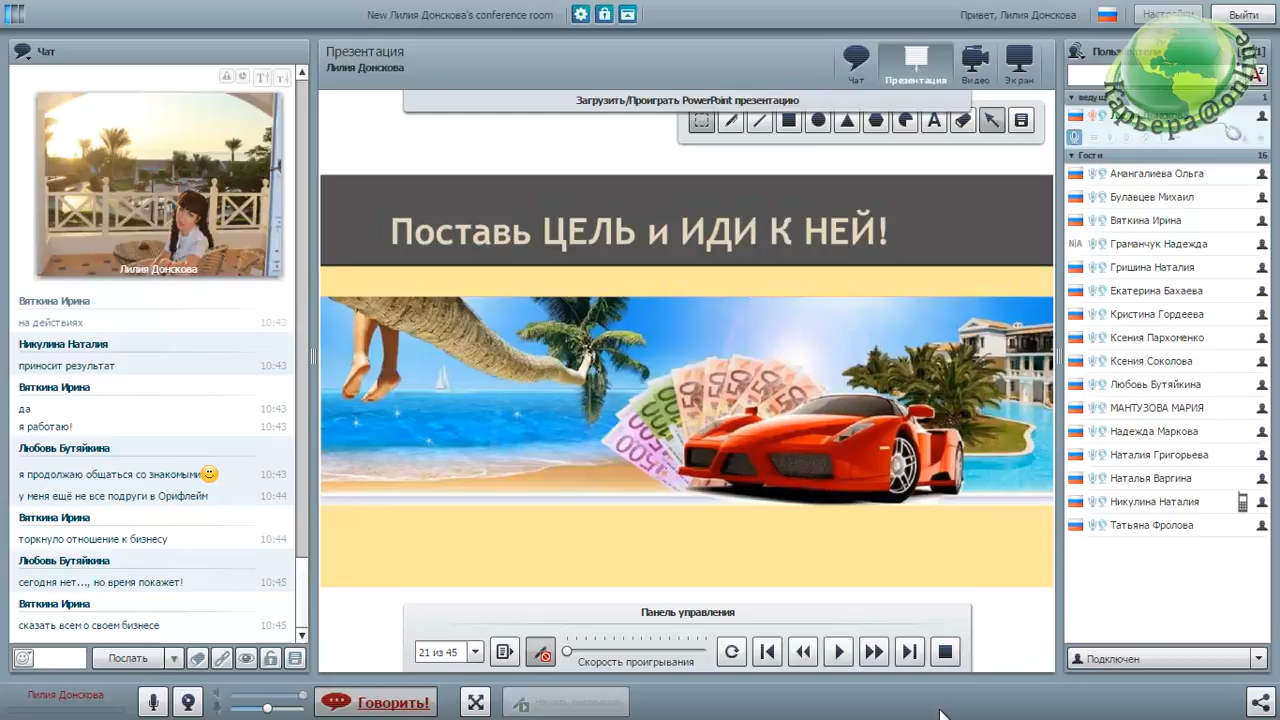 New Лилия Донскова's conference room
Привет, Лилия Донскова
Настройки
Выйти
Чат
Лилия Донскова
Вяткина Ирина
на действиях 10:43
Никулина Наталия
приносит результат 10:43
Вяткина Ирина
да 10:43
я работаю! 10:43
Любовь Бутяйкина
я продолжаю общаться со знакомыми 10:43
у меня ещё не все подруги в Орифлейм 10:44
Вяткина Ирина
торкнуло отношение к бизнесу 10:44
Любовь Бутяйкина
сегодня нет..., но время покажет! 10:45
Вяткина Ирина
сказать всем о своем бизнесе 10:45
Послать
Презентация
Лилия Донскова
Чат
Презентация
Видео
Экран
Загрузить/Проиграть PowerPoint презентацию
A
Поставь ЦЕЛЬ и ИДИ К НЕЙ!
Панель управления
21 из 45
Скорость проигрывания
карьера@online
Гости 16
Амангалиева Ольга
Булавцев Михаил
Вяткина Ирина
N/A Граманчук Надежда
Гришина Наталия
Екатерина Бахаева
Кристина Гордеева
Ксения Пархоменко
Ксения Соколова
Любовь Бутяйкина
МАНТУЗОВА МАРИЯ
Надежда Маркова
Наталия Григорьева
Наталья Варгина
Никулина Наталия
Татьяна Фролова
Подключен
Лилия Донскова
Говорить!